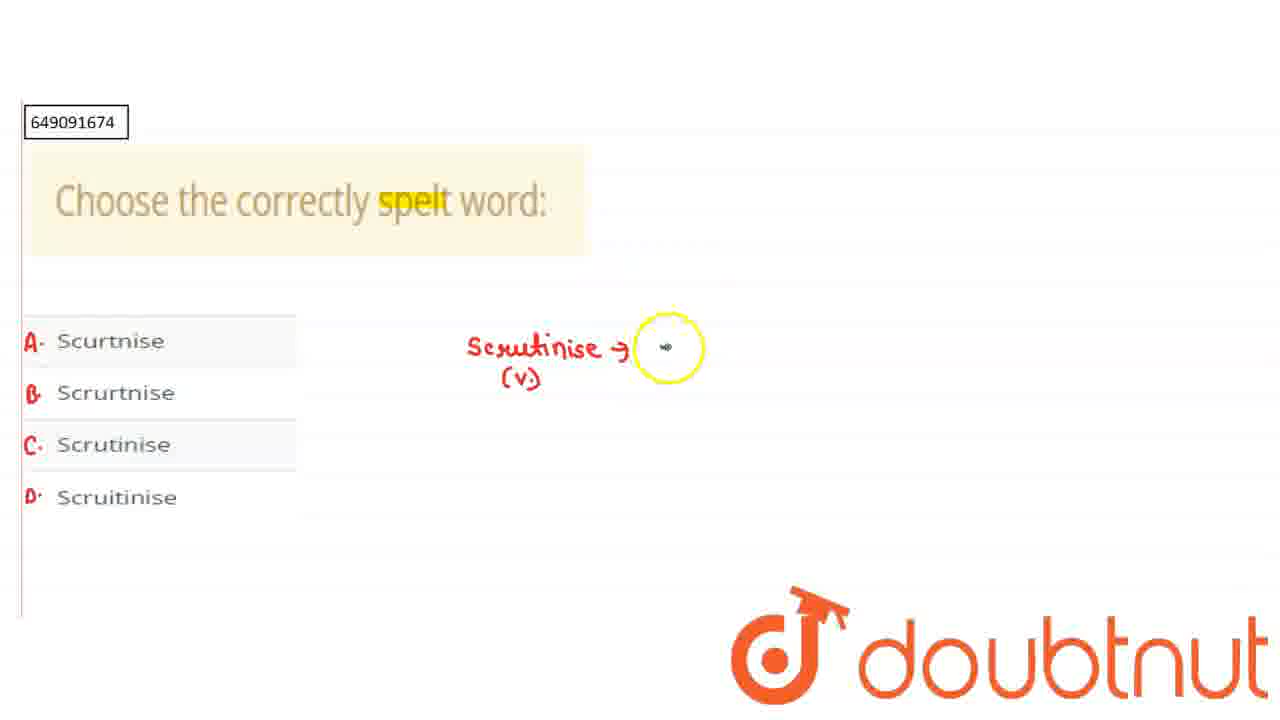 649091674
Choose the correctly spelt word:
A. Scurtnise
Scrutinise →
(v.)
B. Scrurtnise
C. Scrutinise
D. Scruitinise
doubtnut